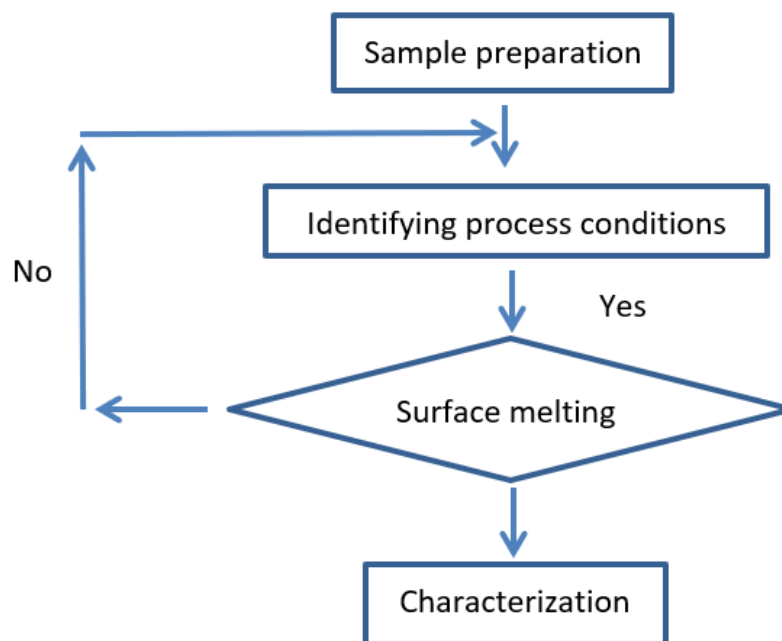 Sample preparation
Identifying process conditions
No
Yes
Surface melting
Characterization